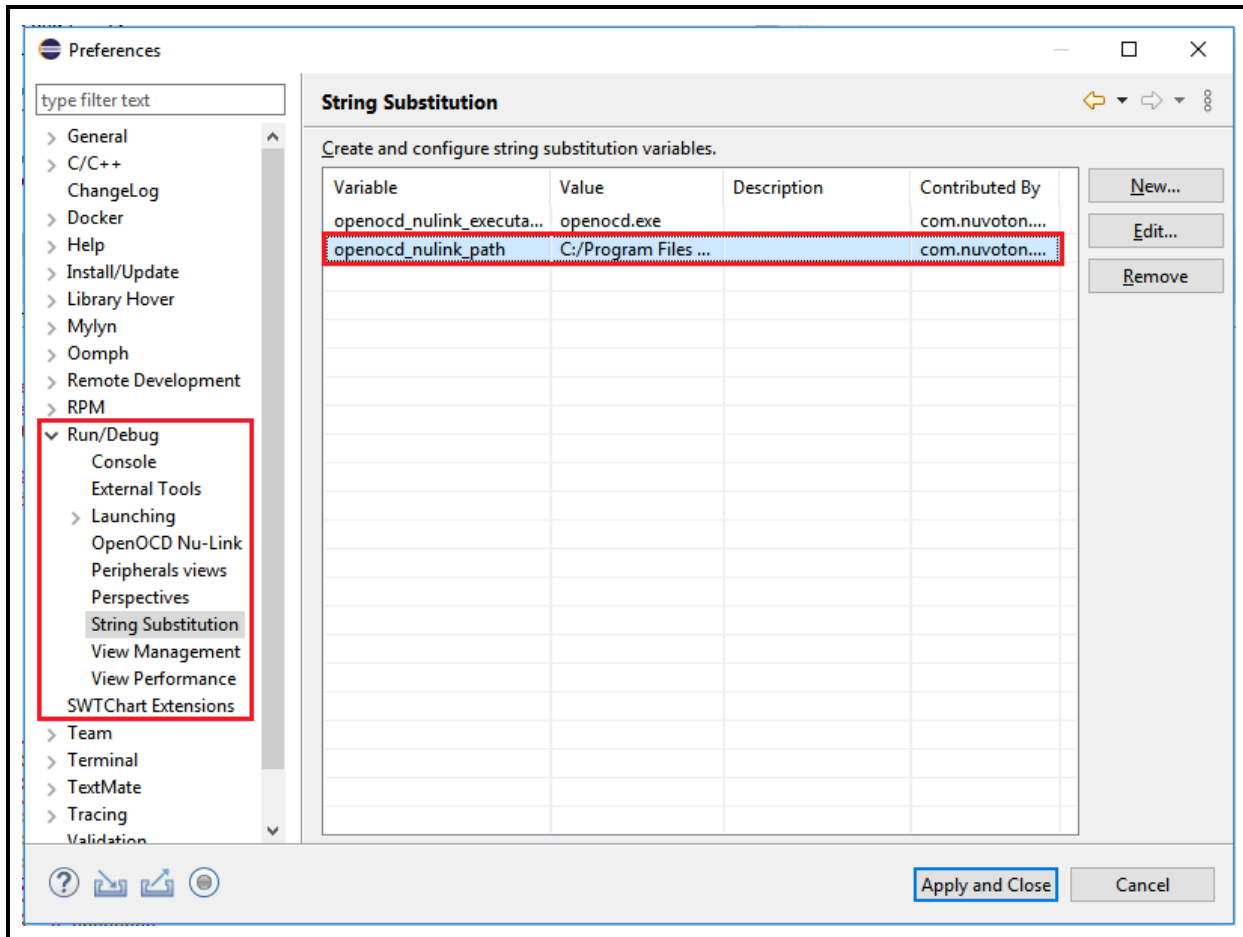 Preferences
type filter text
General
C/C++
ChangeLog
Docker
Help
Install/Update
Library Hover
Mylyn
Oomph
Remote Development
RPM
Run/Debug
Console
External Tools
Launching
OpenOCD Nu-Link
Peripherals views
Perspectives
String Substitution
View Management
View Performance
SWTChart Extensions
Team
Terminal
TextMate
Tracing
Validation
String Substitution
Create and configure string substitution variables.
Variable Value Description Contributed By
openocd_nulink_executa... openocd.exe com.nuvoton....
openocd_nulink_path C:/Program Files ... com.nuvoton....
New...
Edit...
Remove
Apply and Close Cancel